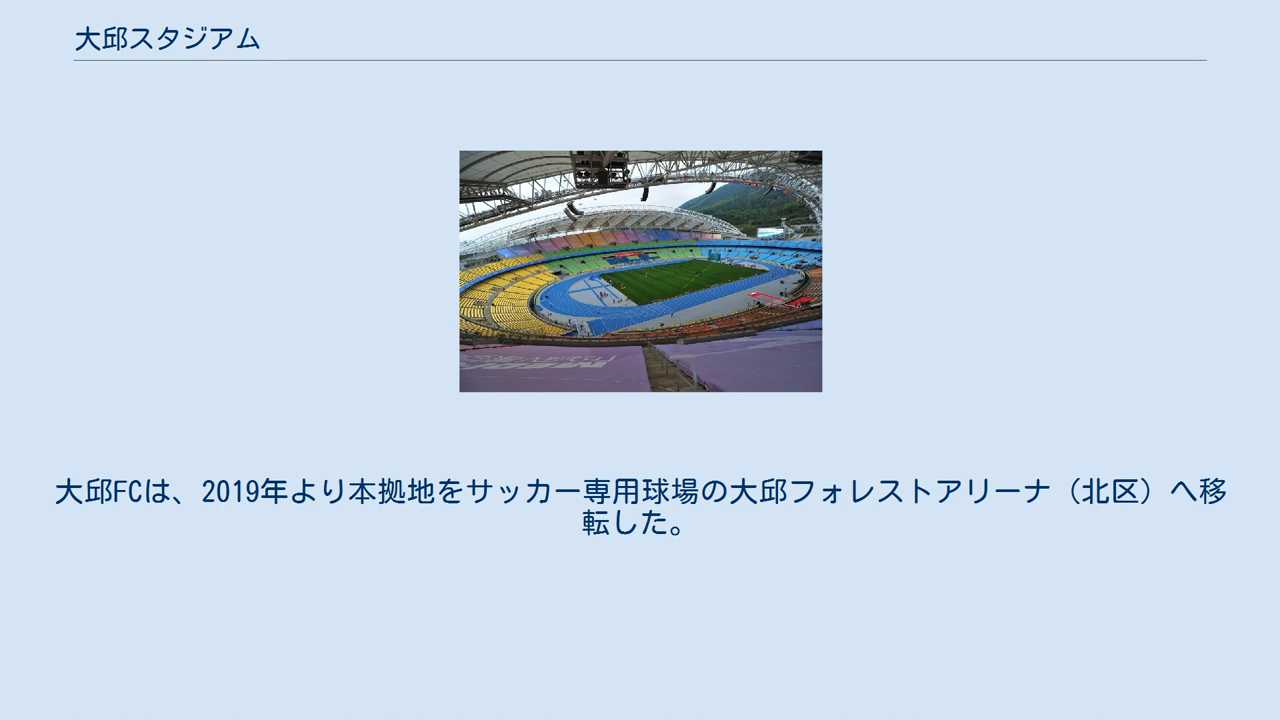 大邱スタジアム
大邱FCは、2019年より本拠地をサッカー専用球場の大邱フォレストアリーナ（北区）へ移
転した。